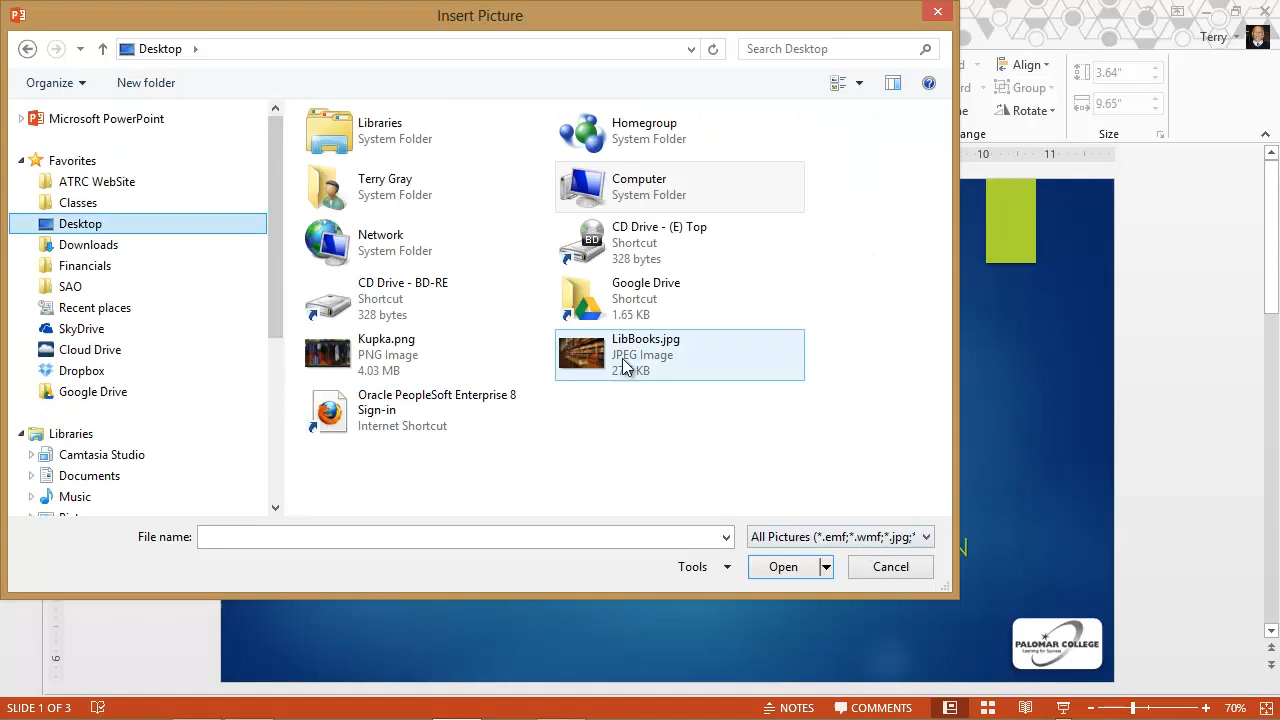 Insert Picture
Terry
Desktop
Search Desktop
Align
3.64"
Organize
New folder
Group
9.65"
Rotate
Size
Microsoft PowerPoint
Favorites
ATRC WebSite
Classes
Desktop
Downloads
Financials
SAO
Recent places
SkyDrive
Cloud Drive
Dropbox
Google Drive
Libraries
Camtasia Studio
Documents
Music
Libraries
System Folder
Homegroup
System Folder
Terry Gray
System Folder
Computer
System Folder
Network
System Folder
CD Drive - (E) Top
Shortcut
328 bytes
BD
CD Drive - BD-RE
Shortcut
328 bytes
Google Drive
Shortcut
1.65 KB
Kupka.png
PNG Image
4.03 MB
LibBooks.jpg
JPEG Image
Oracle PeopleSoft Enterprise 8
Sign-in
Internet Shortcut
10
11
File name:
All Pictures (*.emf;*.wmf;*.jpg;*
Tools
Open
Cancel
N
6
PALOMAR COLLEGE
Learning for Success
SLIDE 1 OF 3
NOTES
COMMENTS
70%